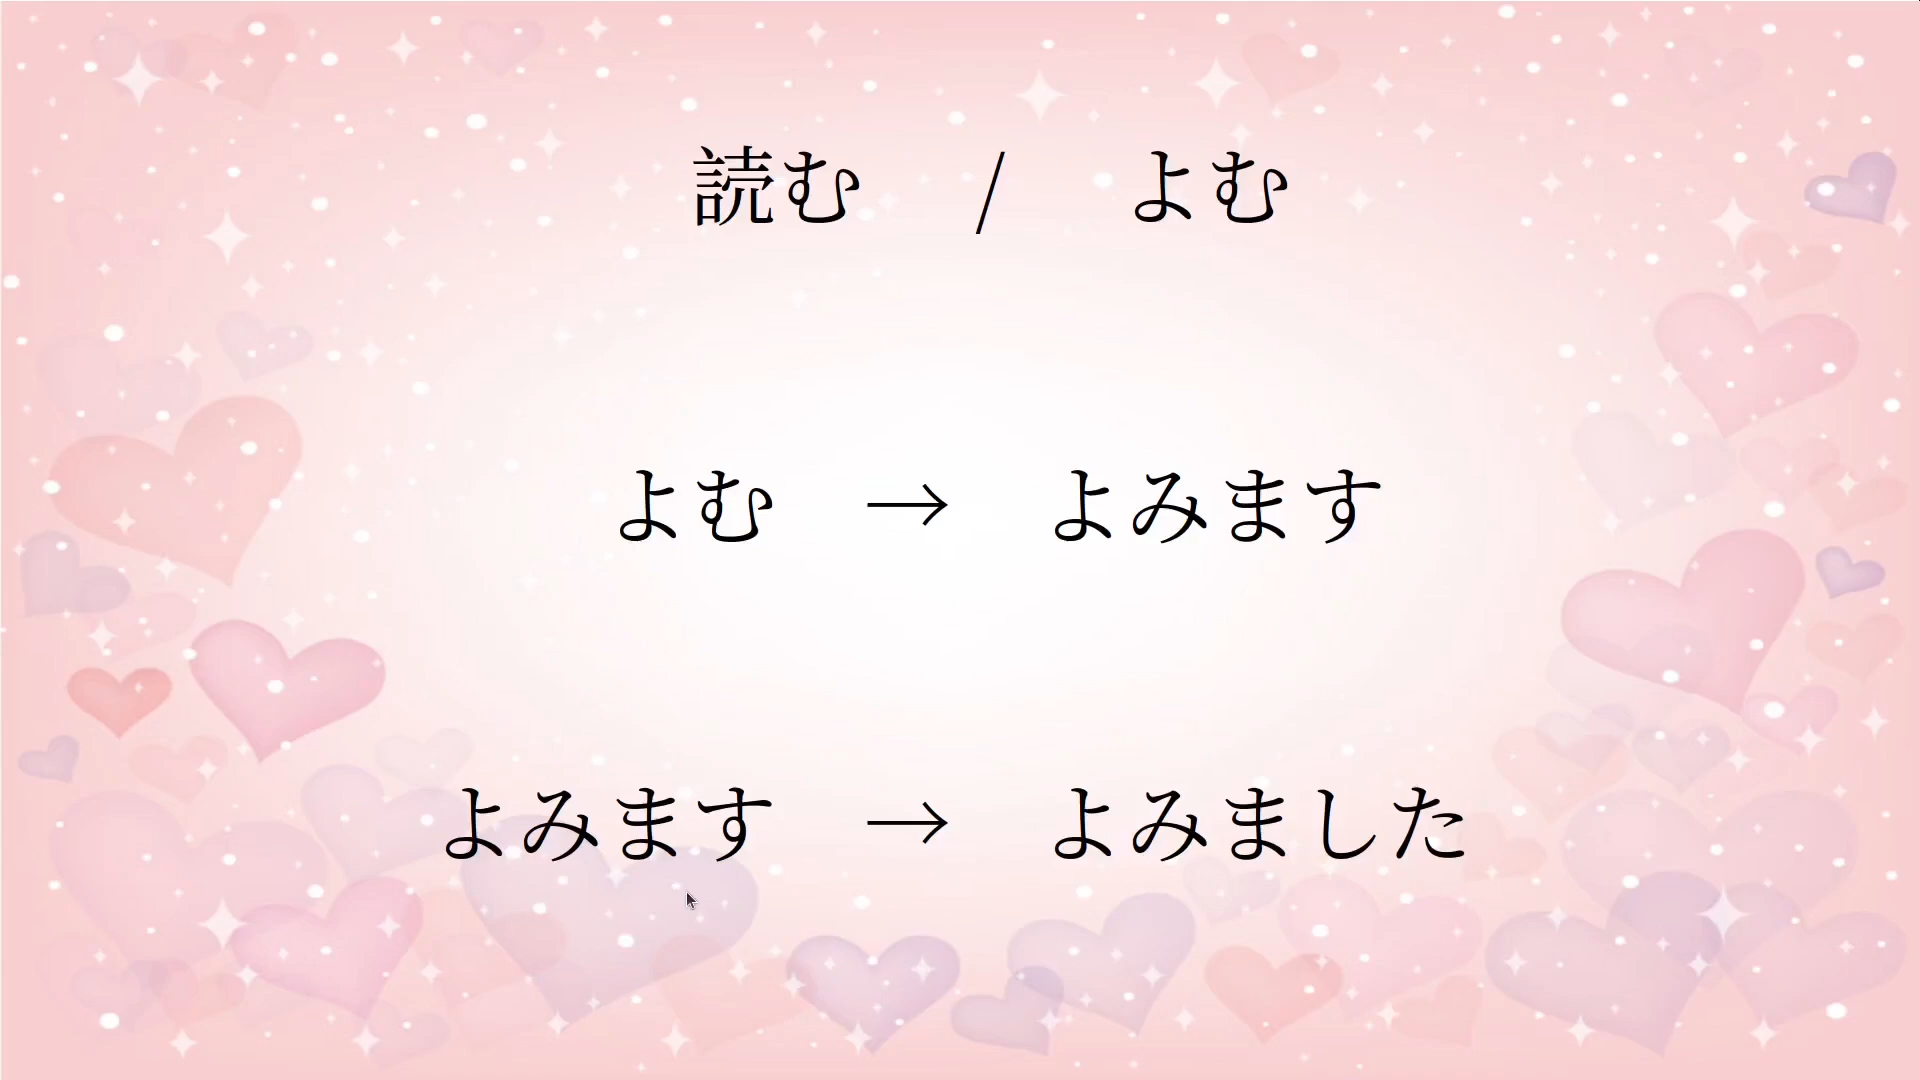 読む　/　よむ
よむ　→　よみます
よみます　→　よみました